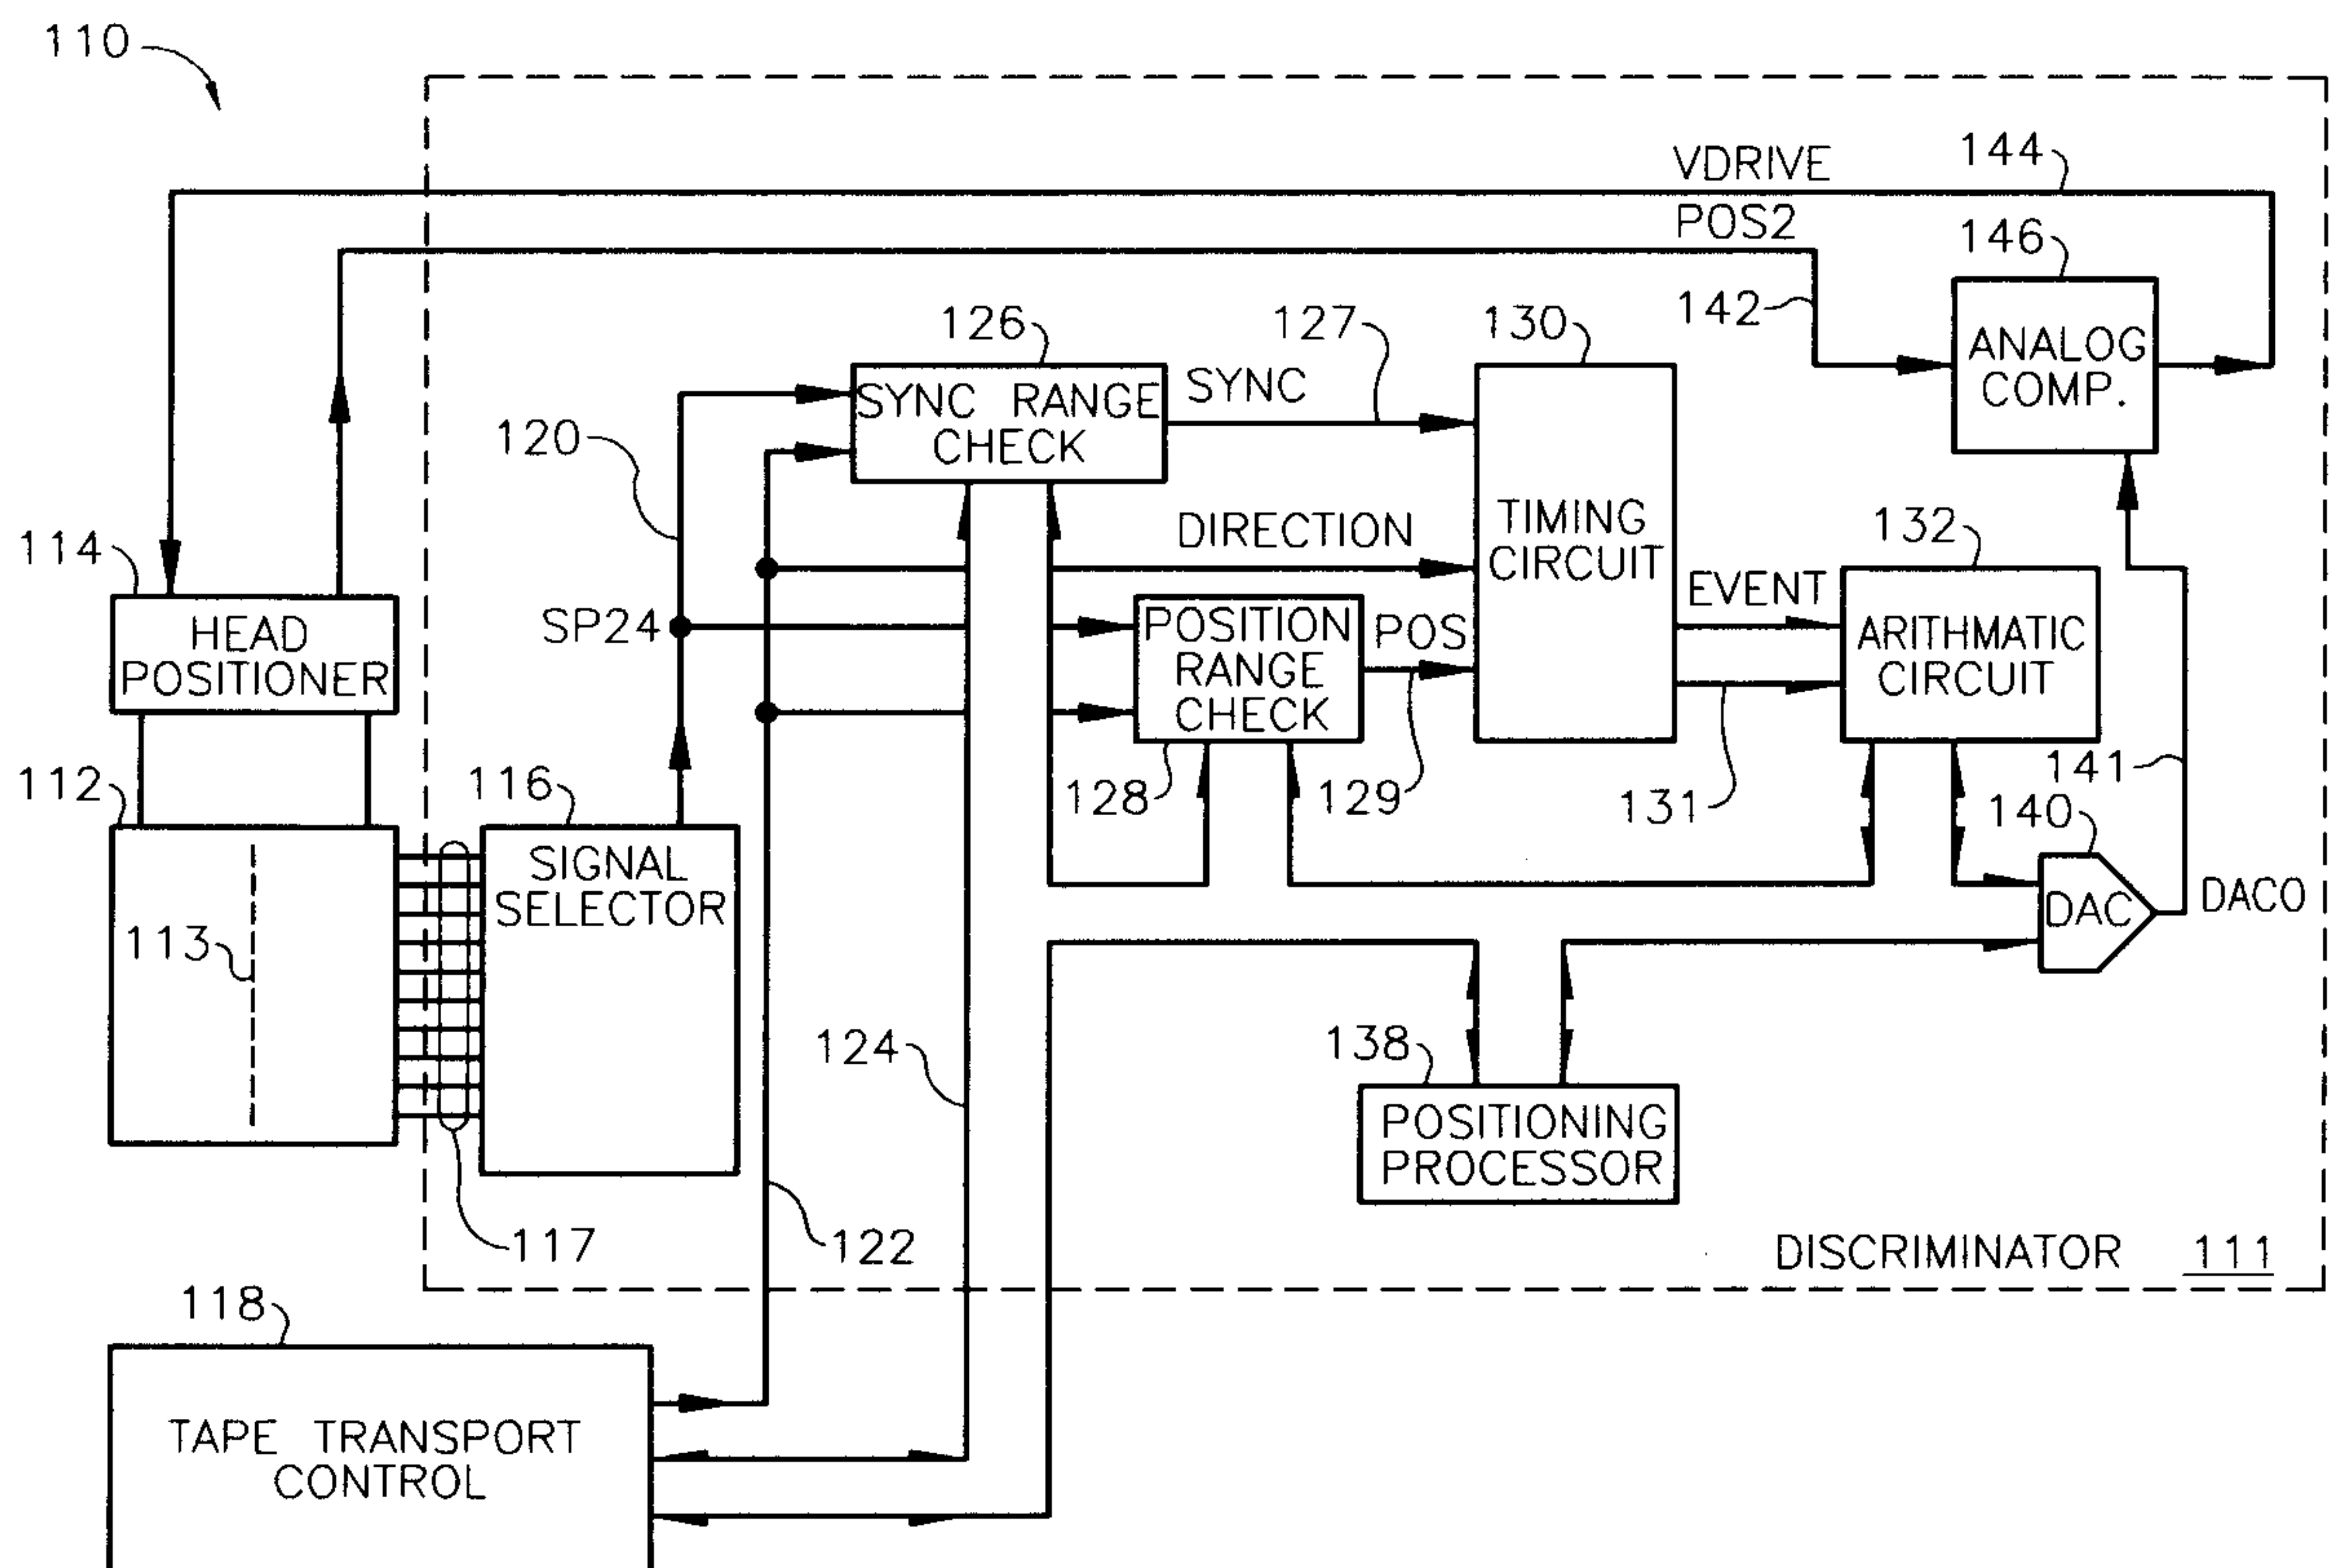 110
VDRIVE
144
POS2
146
142
ANALOG
COMP.
126
127
130
SYNC
SYNC RANGE
CHECK
120
DIRECTION
TIMING
CIRCUIT
132
114
EVENT
SP24
HEAD
POSITIONER
POSITION
RANGE
CHECK
POS
ARITHMATIC
CIRCUIT
112
116
128
129
131
141
140
SIGNAL
SELECTOR
DAC
DACO
113
124
138
POSITIONING
PROCESSOR
117
122
DISCRIMINATOR 111
118
TAPE TRANSPORT
CONTROL